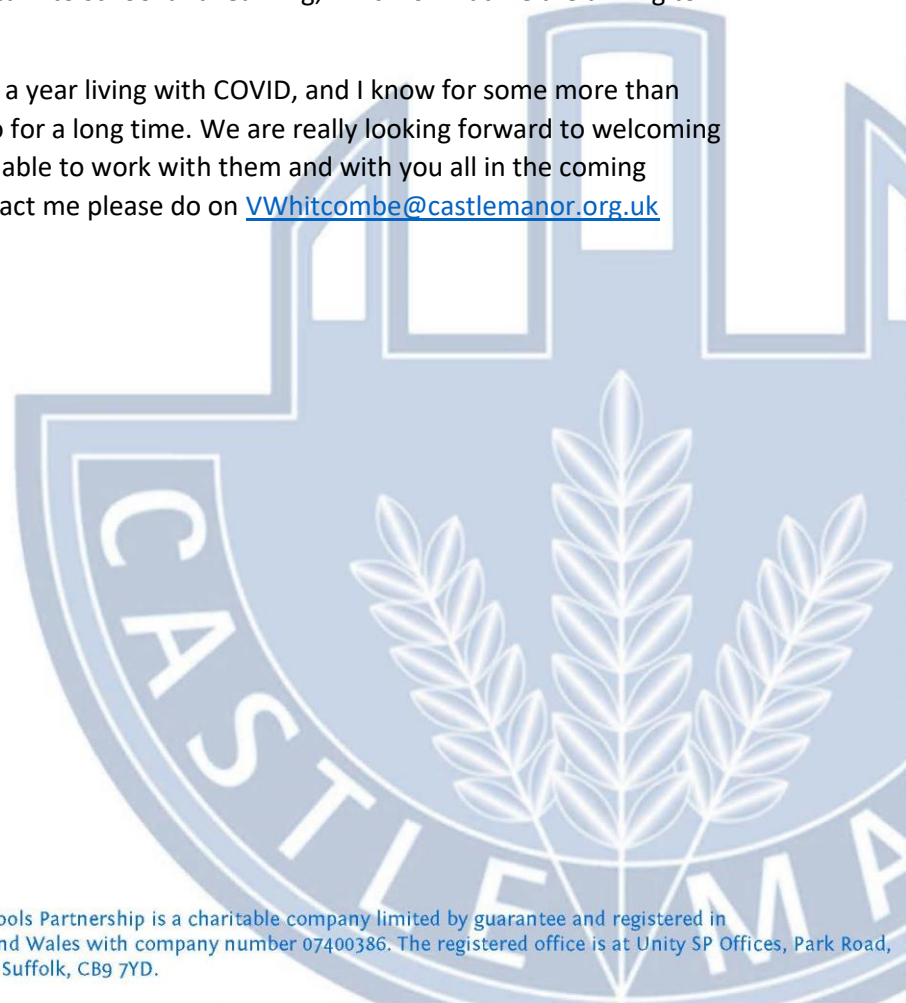 a year living with COVID, and I know for some more than
for a long time. We are really looking forward to welcoming
able to work with them and with you all in the coming
act me please do on VWhitcombe@castlemanor.org.uk
CASTLE MA
ools Partnership is a charitable company limited by guarantee and registered in
nd Wales with company number 07400386. The registered office is at Unity SP Offices, Park Road,
Suffolk, CB9 7YD.